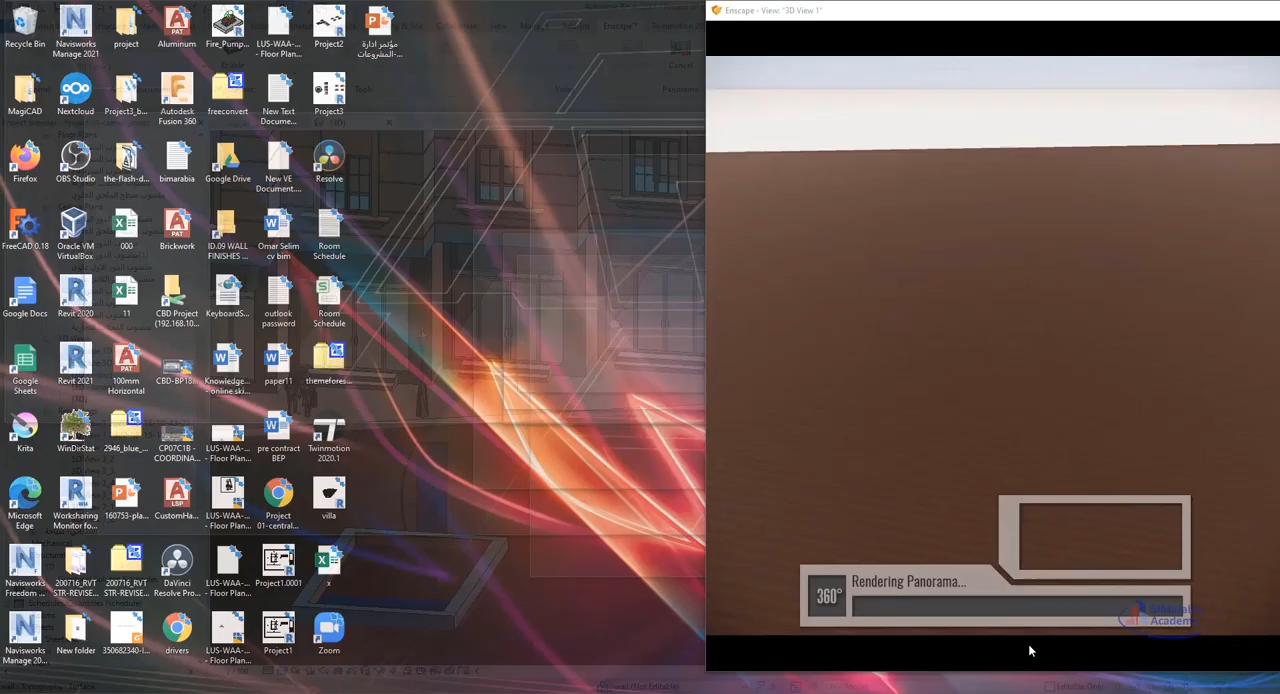 Enscape - View: "3D View 1"
Recycle Bin
Navisworks
Manage 2021
project
Aluminum
Fire_Pump...
LUS-WAA-...
- Floor Plan...
Project2
مؤتمر ادارة
المشروعات-...
MagiCAD
Nextcloud
Project3_b...
Autodesk
Fusion 360
freeconvert
New Text
Docume...
Project3
Firefox
OBS Studio
the-flash-d...
bimarabia
Google Drive
New VE
Document....
Resolve
FreeCAD 0.18
Oracle VM
VirtualBox
000
Brickwork
ID.09 WALL
FINISHES ...
Omar Selim
cv bim
Room
Schedule
Google Docs
Revit 2020
11
CBD Project
(192.168.10...
KeyboardS...
outlook
password
Room
Schedule
Google
Sheets
Revit 2021
100mm
Horizontal
CBD-BP18...
Knowledge...
- online ski...
paper11
themefores...
Krita
WinDirStat
2946_blue_...
CP07C1B -
COORDINA...
LUS-WAA-...
- Floor Plan...
pre contract
BEP
Twinmotion
2020.1
Microsoft
Edge
Worksharing
Monitor fo...
160753-pla...
CustomHa...
LUS-WAA-...
- Floor Plan...
Project
01-central...
villa
Navisworks
Freedom ...
200716_RVT
STR-REVISE...
200716_RVT
STR-REVISE...
DaVinci
Resolve Pro...
LUS-WAA-...
- Floor Plan...
Project1.0001
x
Navisworks
Manage 20...
New folder
350682340-I...
drivers
LUS-WAA-...
- Floor Plan...
Project1
Zoom
360°
Rendering Panorama...
BIMarabia
Academy